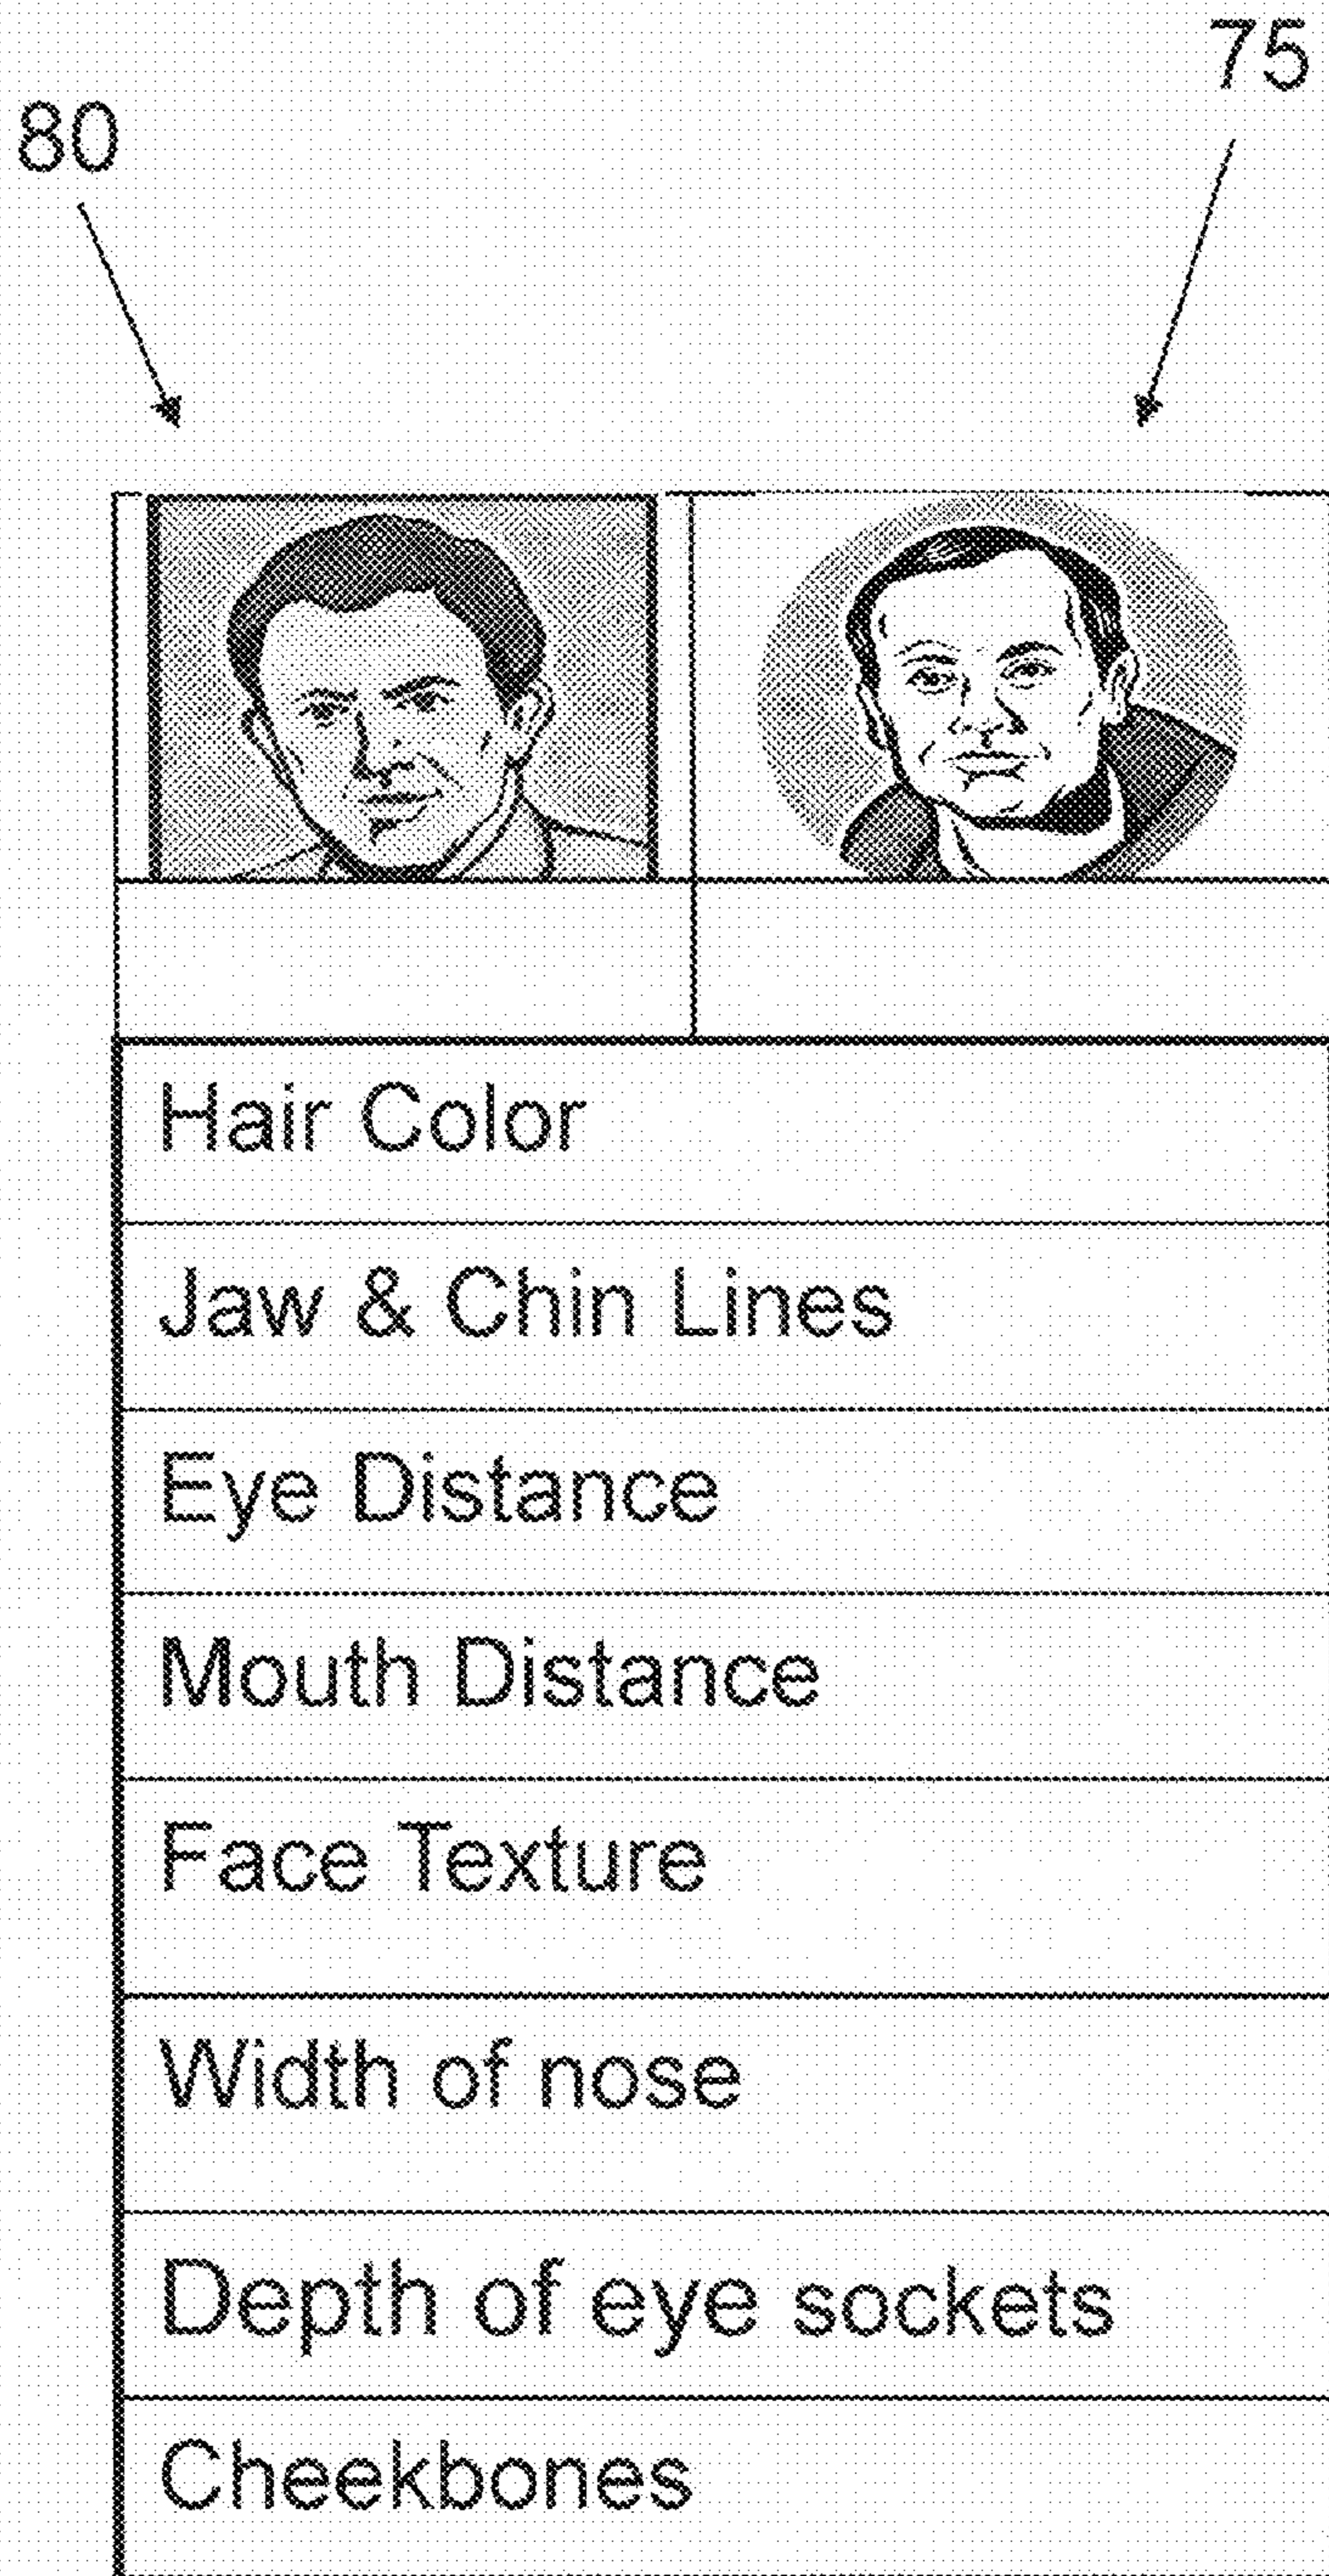 75
80
Hair Color
Jaw & Chin Lines
Eye Distance
Mouth Distance
Face Texture
Width of nose
Depth of eye sockets
Cheekbones